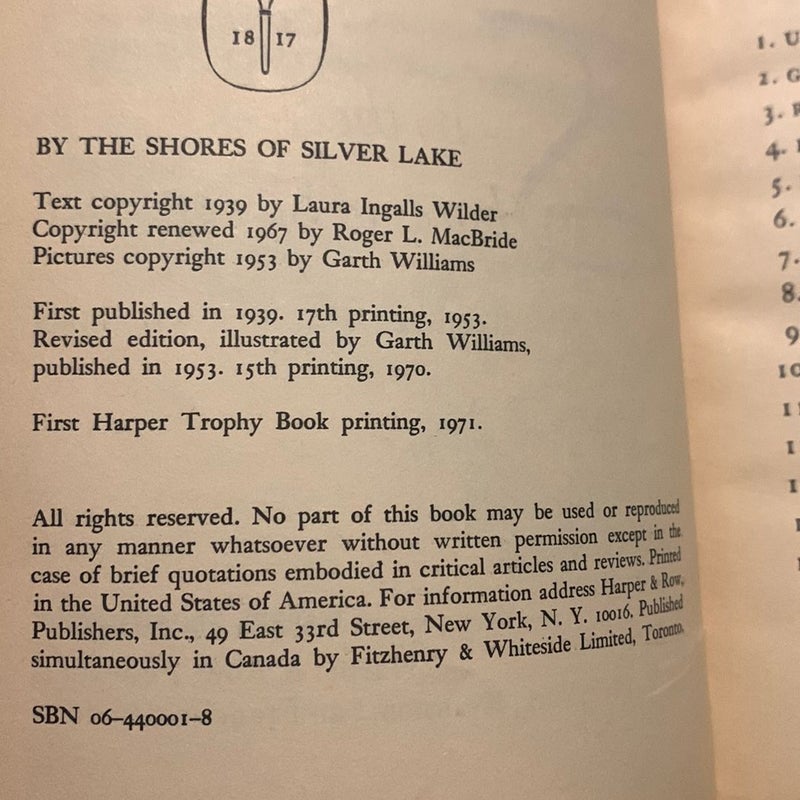 18 17
BY THE SHORES OF SILVER LAKE
Text copyright 1939 by Laura Ingalls Wilder
Copyright renewed 1967 by Roger L. MacBride
Pictures copyright 1953 by Garth Williams
First published in 1939. 17th printing, 1953.
Revised edition, illustrated by Garth Williams,
published in 1953. 15th printing, 1970.
First Harper Trophy Book printing, 1971.
All rights reserved. No part of this book may be used or reproduced
in any manner whatsoever without written permission except in the
case of brief quotations embodied in critical articles and reviews. Printed
in the United States of America. For information address Harper & Row,
Publishers, Inc., 49 East 33rd Street, New York, N. Y. 10016. Published
simultaneously in Canada by Fitzhenry & Whiteside Limited, Toronto.
SBN 06-440001-8
1. U
2. G
3.
4.
5.
6.
7.
8.
9
10